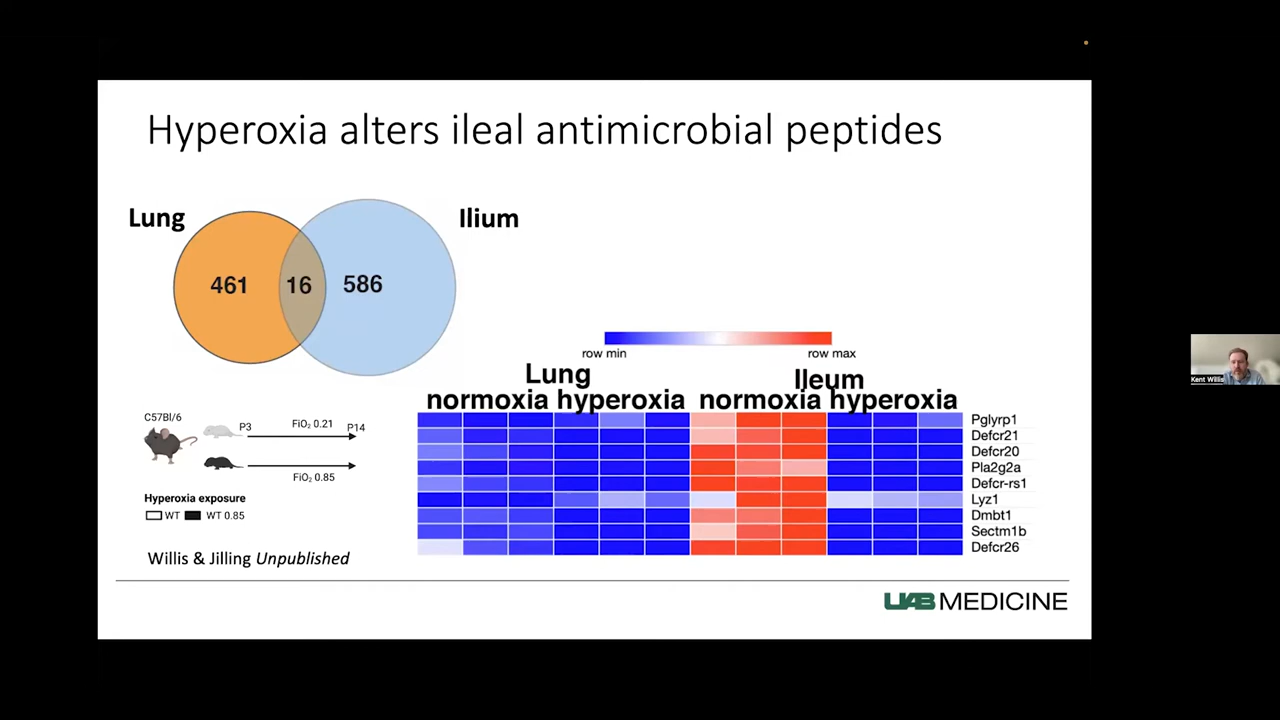 Hyperoxia alters ileal antimicrobial peptides
Lung
Ilium
461
16
586
row min
row max
Lung
Ileum
normoxia hyperoxia
normoxia hyperoxia
Pglyrp1
Defcr21
Defcr20
Pla2g2a
Defcr-rs1
Lyz1
Dmbt1
Sectm1b
Defcr26
C57Bl/6
P3
FiO₂ 0.21
P14
FiO₂ 0.85
Hyperoxia exposure
WT WT 0.85
Willis & Jilling Unpublished
UAB MEDICINE
Kent Willis